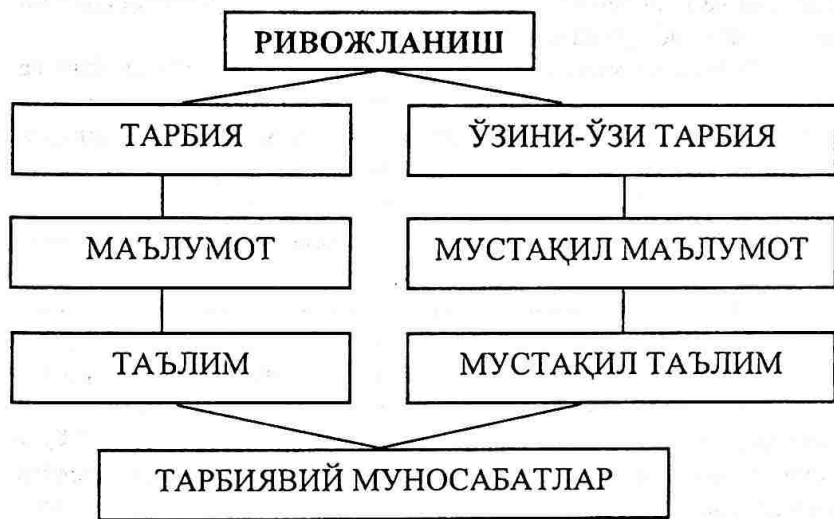 РИВОЖЛАНИШ
ТАРБИЯ
ЎЗИНИ-ЎЗИ ТАРБИЯ
МАЪЛУМОТ
МУСТАҚИЛ МАЪЛУМОТ
ТАЪЛИМ
МУСТАҚИЛ ТАЪЛИМ
ТАРБИЯВИЙ МУНОСАБАТЛАР